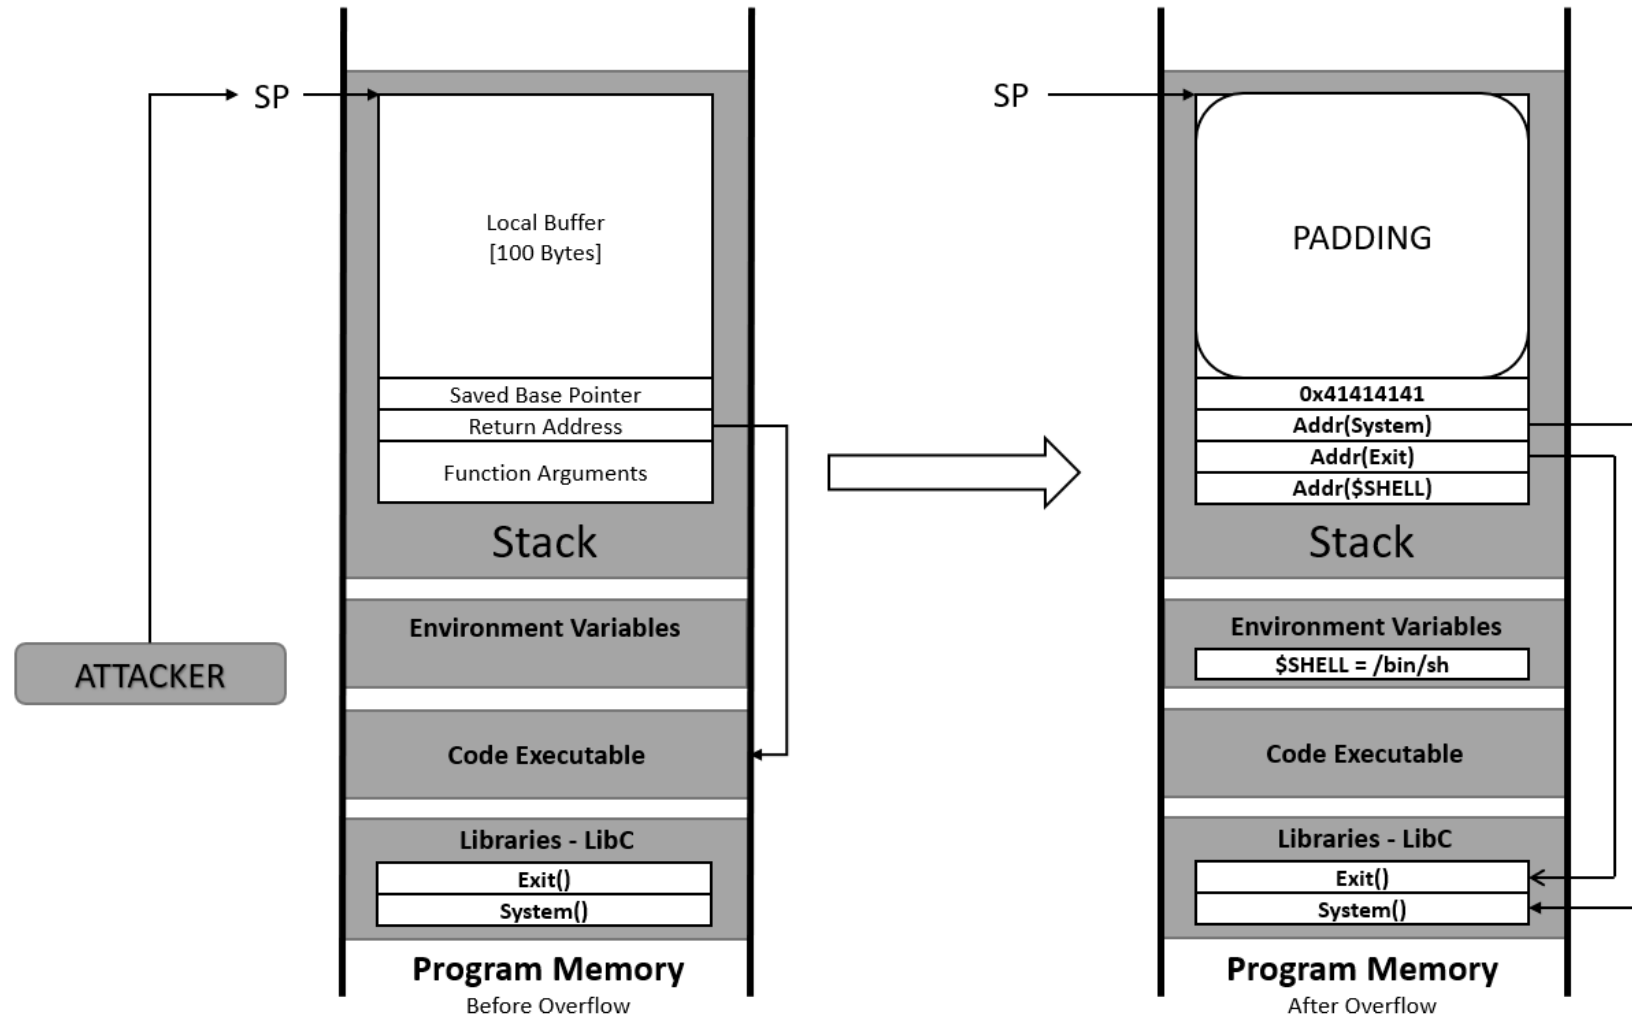 SP
Local Buffer
[100 Bytes]
Saved Base Pointer
Return Address
Function Arguments
Stack
Environment Variables
ATTACKER
Code Executable
Libraries - LibC
Exit()
System()
Program Memory
Before Overflow
SP
PADDING
0x41414141
Addr(System)
Addr(Exit)
Addr($SHELL)
Stack
Environment Variables
$SHELL = /bin/sh
Code Executable
Libraries - LibC
Exit()
System()
Program Memory
After Overflow